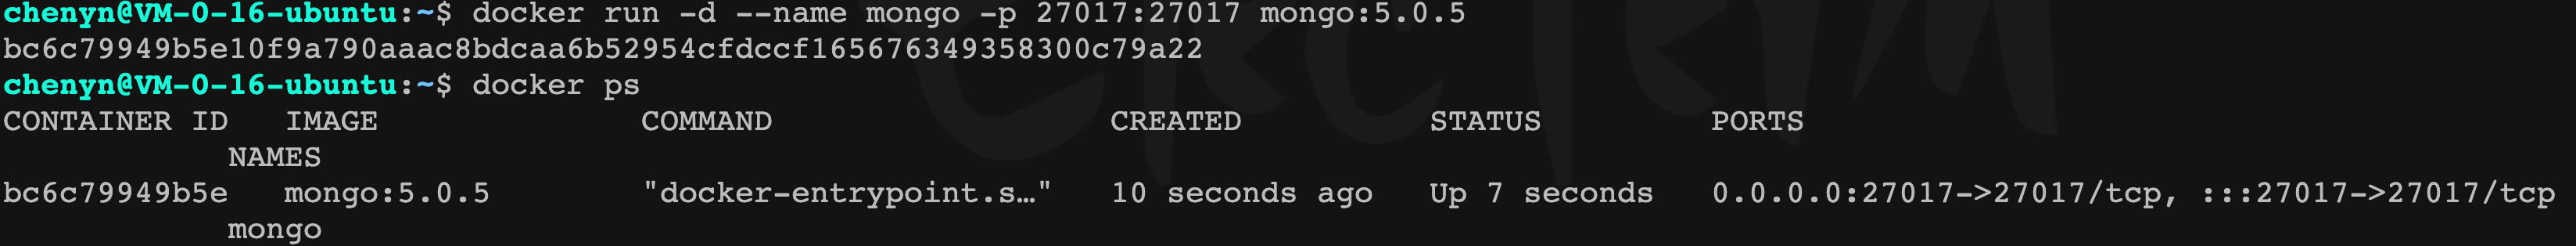 chenyn@VM-0-16-ubuntu:~$ docker run -d --name mongo -p 27017:27017 mongo:5.0.5
bc6c79949b5e10f9a790aaac8bdcaa6b52954cfdccf165676349358300c79a22
chenyn@VM-0-16-ubuntu:~$ docker ps
CONTAINER ID   IMAGE              COMMAND                  CREATED          STATUS         PORTS
            NAMES
bc6c79949b5e   mongo:5.0.5        "docker-entrypoint.s…"   10 seconds ago   Up 7 seconds   0.0.0.0:27017->27017/tcp, :::27017->27017/tcp
            mongo